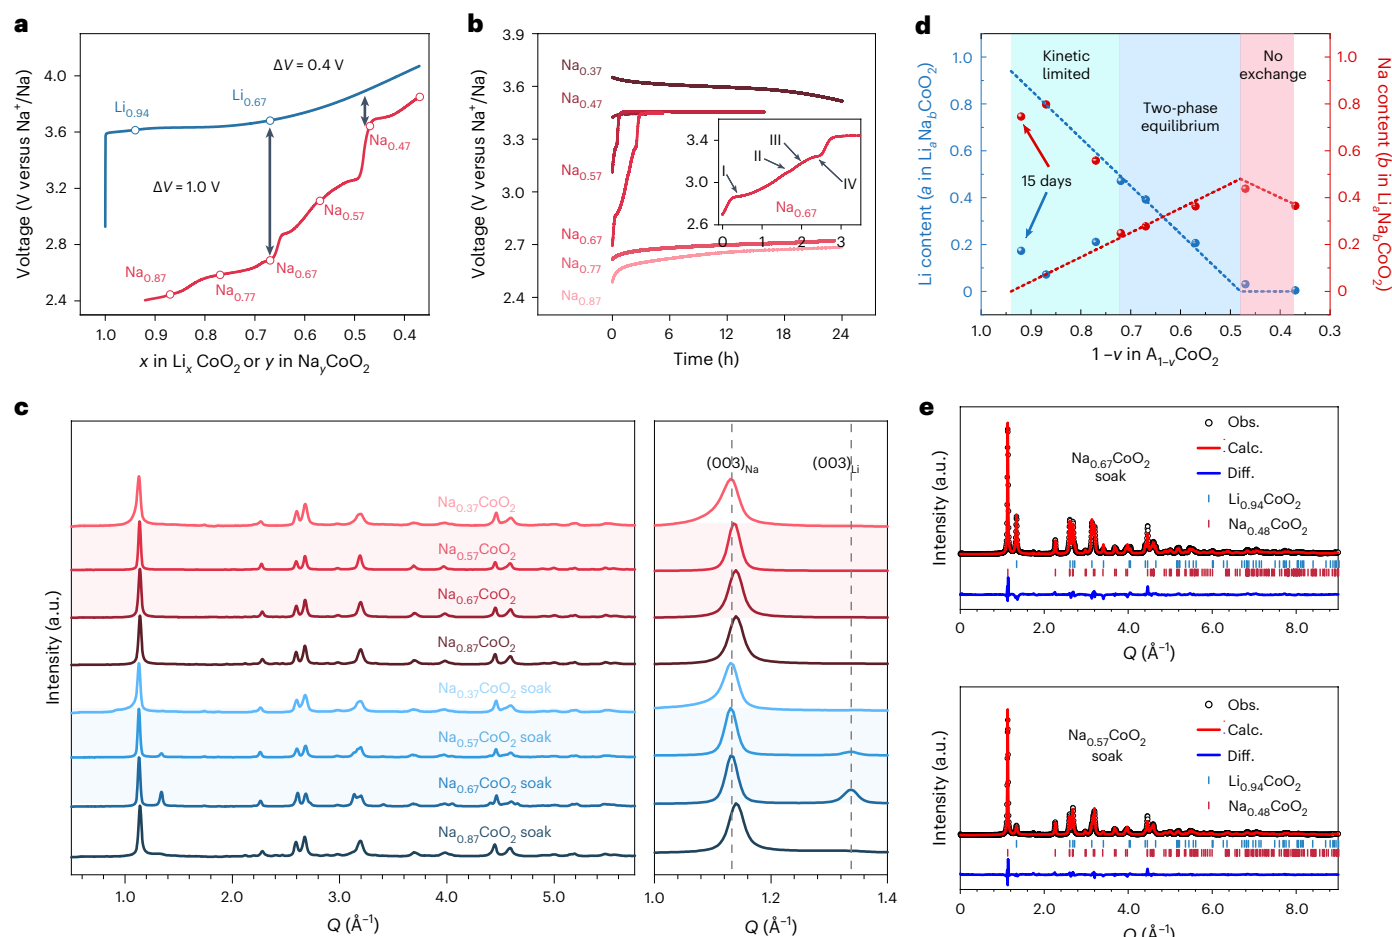 a
Voltage (V versus Na⁺/Na)
4.0
3.6
3.2
2.8
2.4
ΔV = 0.4 V
Li0.94
Li0.67
Na0.47
ΔV = 1.0 V
Na0.57
Na0.87
Na0.77
Na0.67
1.0 0.9 0.8 0.7 0.6 0.5 0.4
x in LixCoO2 or y in NayCoO2
b
Voltage (V versus Na⁺/Na)
3.9
3.6
3.3
3.0
2.7
2.4
Na0.37
Na0.47
Na0.57
Na0.67
Na0.77
Na0.87
3.6
3.0
2.6
I
II
III
IV
Na0.67
0 1 2 3
0 6 12 18 24
Time (h)
d
Li content (a in LiaNabCoO2)
1.0
0.8
0.6
0.4
0.2
0
Kinetic
limited
Two-phase
equilibrium
No
exchange
15 days
1.0
0.8
0.6
0.4
0.2
0
Na content (b in LiaNabCoO2)
1.0 0.9 0.8 0.7 0.6 0.5 0.4 0.3
1 – v in A1–vCoO2
c
Intensity (a.u.)
Na0.37CoO2
Na0.57CoO2
Na0.67CoO2
Na0.87CoO2
Na0.37CoO2 soak
Na0.57CoO2 soak
Na0.67CoO2 soak
Na0.87CoO2 soak
1.0 2.0 3.0 4.0 5.0
Q (Å⁻¹)
(003)Na
(003)Li
1.0 1.2 1.4
Q (Å⁻¹)
e
Intensity (a.u.)
Na0.67CoO2
soak
Obs.
Calc.
Diff.
Li0.94CoO2
Na0.48CoO2
0 2.0 4.0 6.0 8.0
Q (Å⁻¹)
Intensity (a.u.)
Na0.57CoO2
soak
Obs.
Calc.
Diff.
Li0.94CoO2
Na0.48CoO2
0 2.0 4.0 6.0 8.0
Q (Å⁻¹)